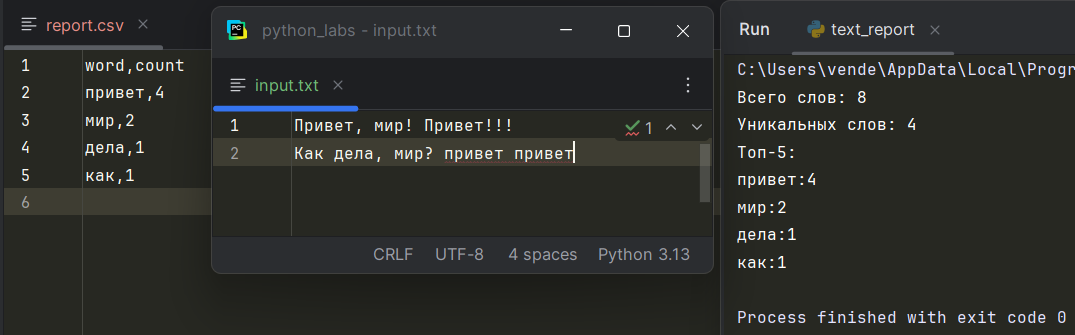 report.csv
1 word,count
2 привет,4
3 мир,2
4 дела,1
5 как,1
6
PC
python_labs - input.txt
input.txt
1 Привет, мир! Привет!!!
2 Как дела, мир? привет привет
1
CRLF UTF-8 4 spaces Python 3.13
Run text_report
C:\Users\vende\AppData\Local\Progr
Всего слов: 8
Уникальных слов: 4
Топ-5:
привет:4
мир:2
дела:1
как:1
Process finished with exit code 0